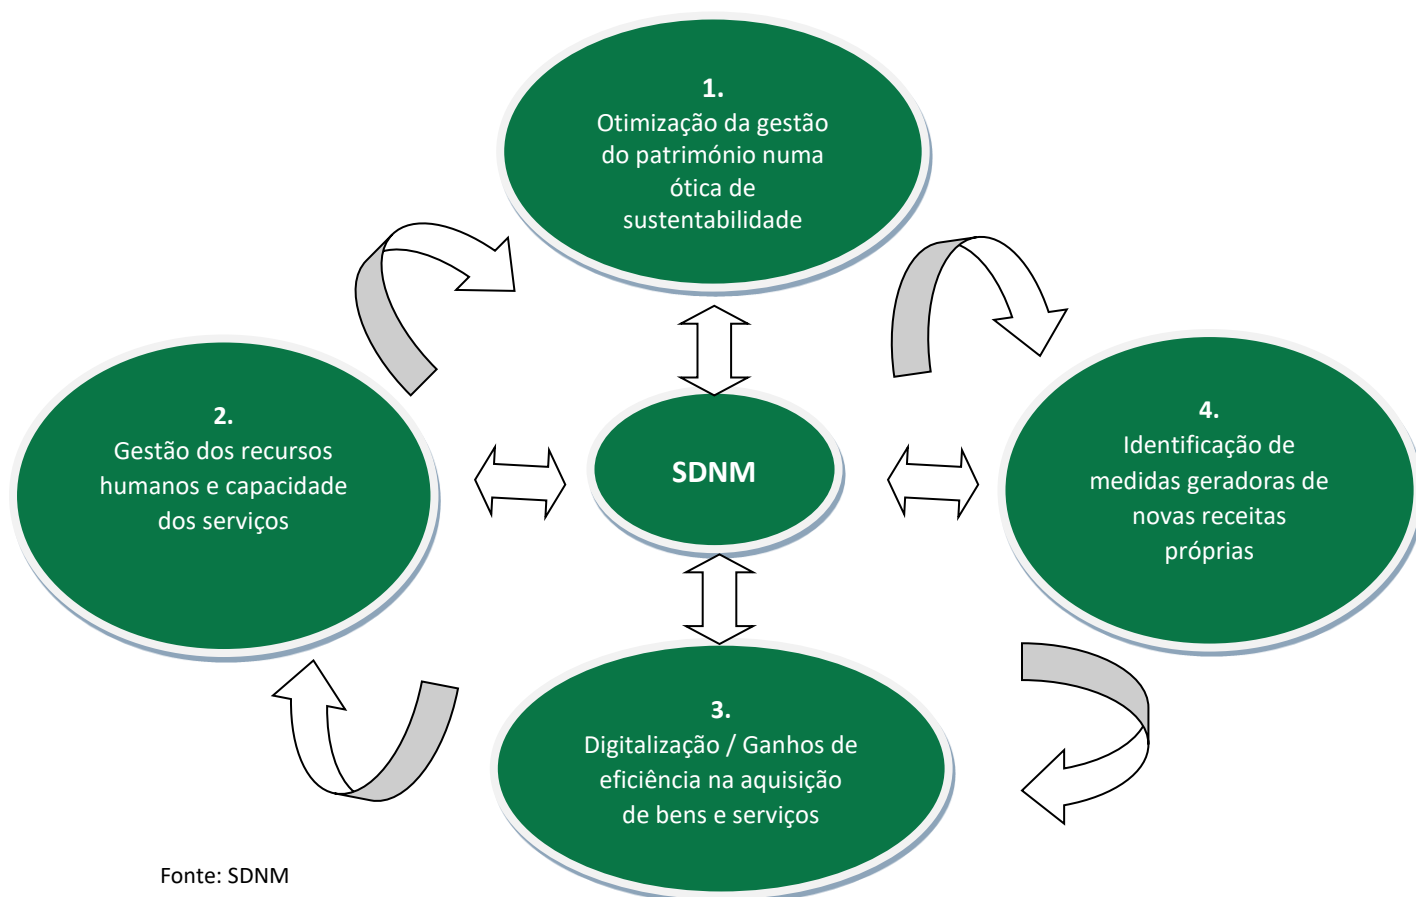 1.
Otimização da gestão
do património numa
ótica de
sustentabilidade
2.
Gestão dos recursos
humanos e capacidade
dos serviços
SDNM
4.
Identificação de
medidas geradoras de
novas receitas
próprias
3.
Digitalização / Ganhos de
eficiência na aquisição
de bens e serviços
Fonte: SDNM